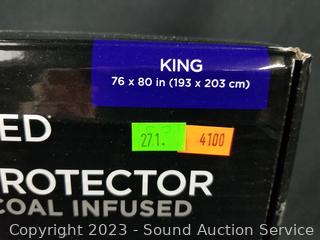 KING
76 x 80 in (193 x 203 cm)
ED
271.
4100
ROTECTOR
COAL INFUSED
Copyright 2023 - Sound Auction Service